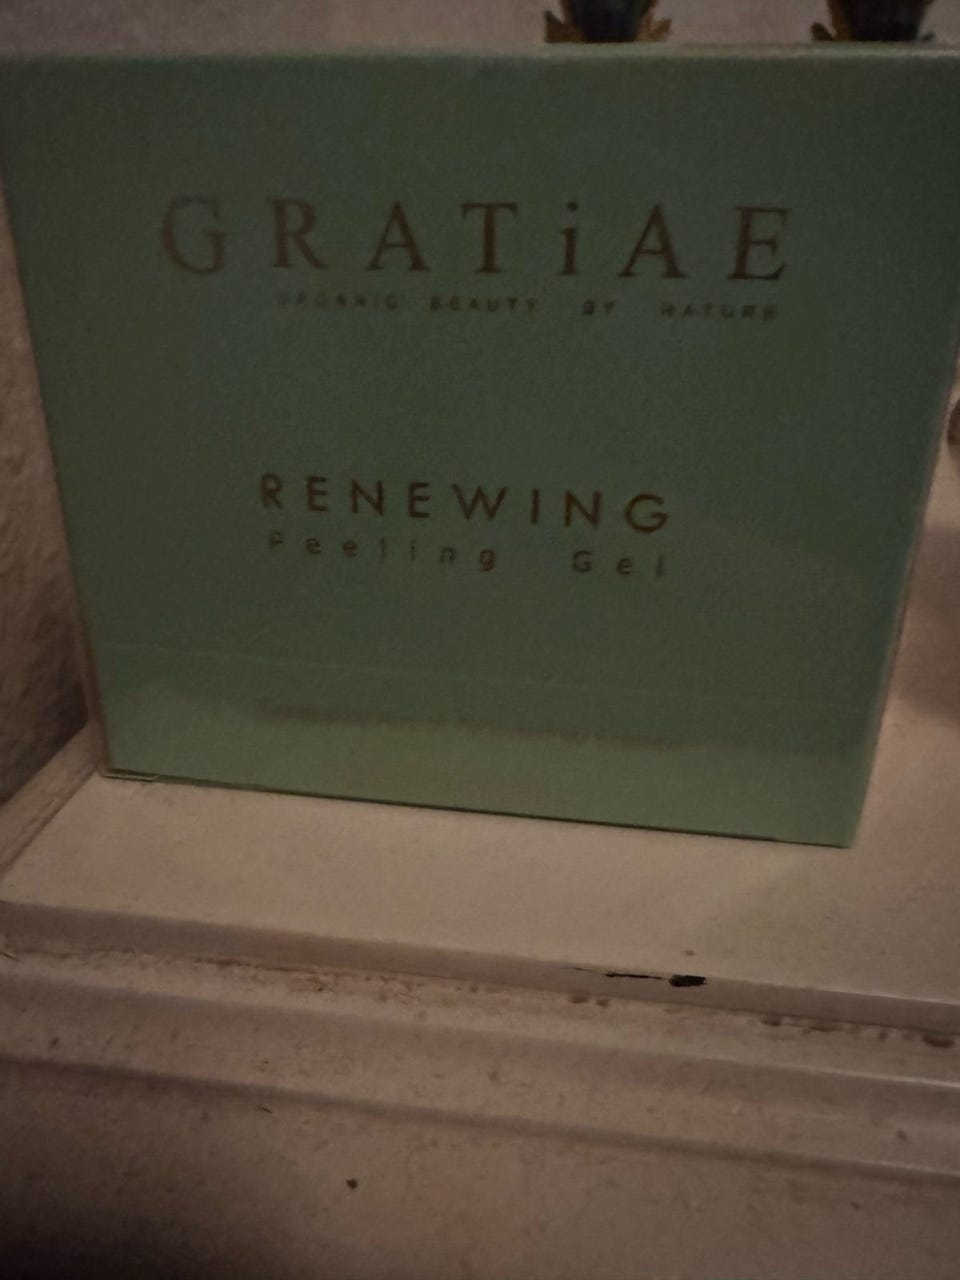 GRATiAE
ORGANIC BEAUTY BY NATURE
RENEWING
Peeling Gel